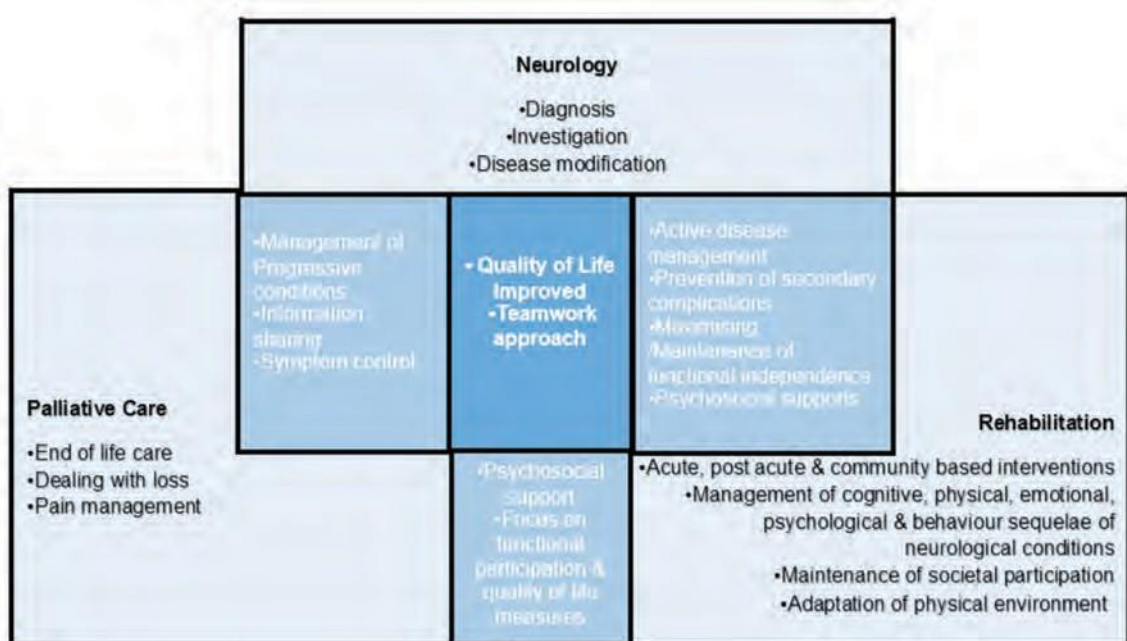 Neurology
•Diagnosis
•Investigation
•Disease modification
•Management of
Progressive
conditions
•Information
sharing
•Symptom control
• Quality of Life
Improved
•Teamwork
approach
•Active disease
management
•Prevention of secondary
complications
•Maximising
/Maintenance of
functional independence
•Psychosocial supports
Palliative Care
•End of life care
•Dealing with loss
•Pain management
•Psychosocial
support
•Focus on
functional
participation &
quality of life
measures
Rehabilitation
•Acute, post acute & community based interventions
•Management of cognitive, physical, emotional,
psychological & behaviour sequelae of
neurological conditions
•Maintenance of societal participation
•Adaptation of physical environment